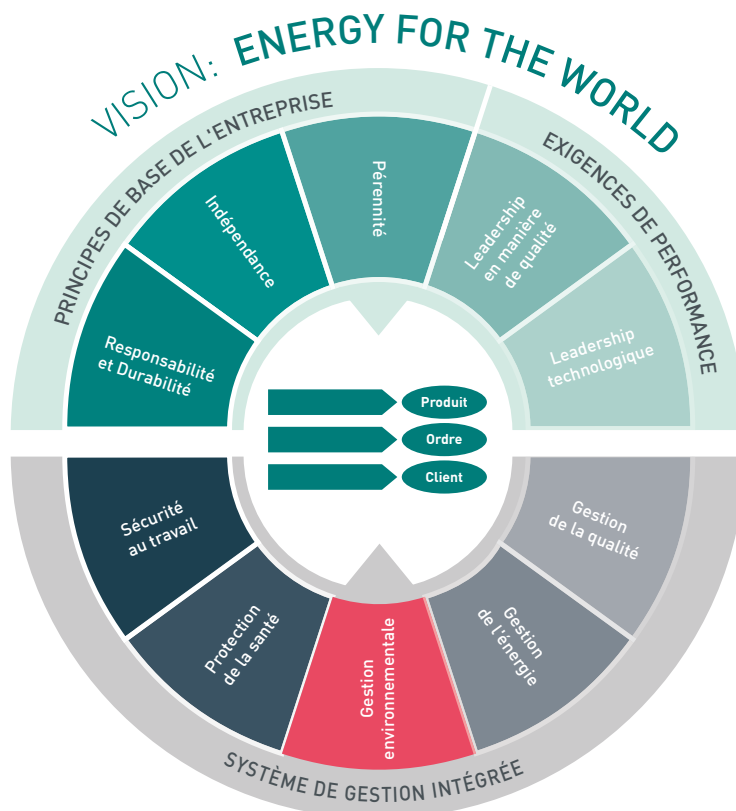 VISION: ENERGY FOR THE WORLD
PRINCIPES DE BASE DE L'ENTREPRISE
EXIGENCES DE PERFORMANCE
Responsabilité
et Durabilité
Indépendance
Pérennité
Leadership
en manière
de qualité
Leadership
technologique
Produit
Ordre
Client
Sécurité
au travail
Protection
de la santé
Gestion
environnementale
Gestion
de l'énergie
Gestion
de la qualité
SYSTÈME DE GESTION INTÉGRÉE